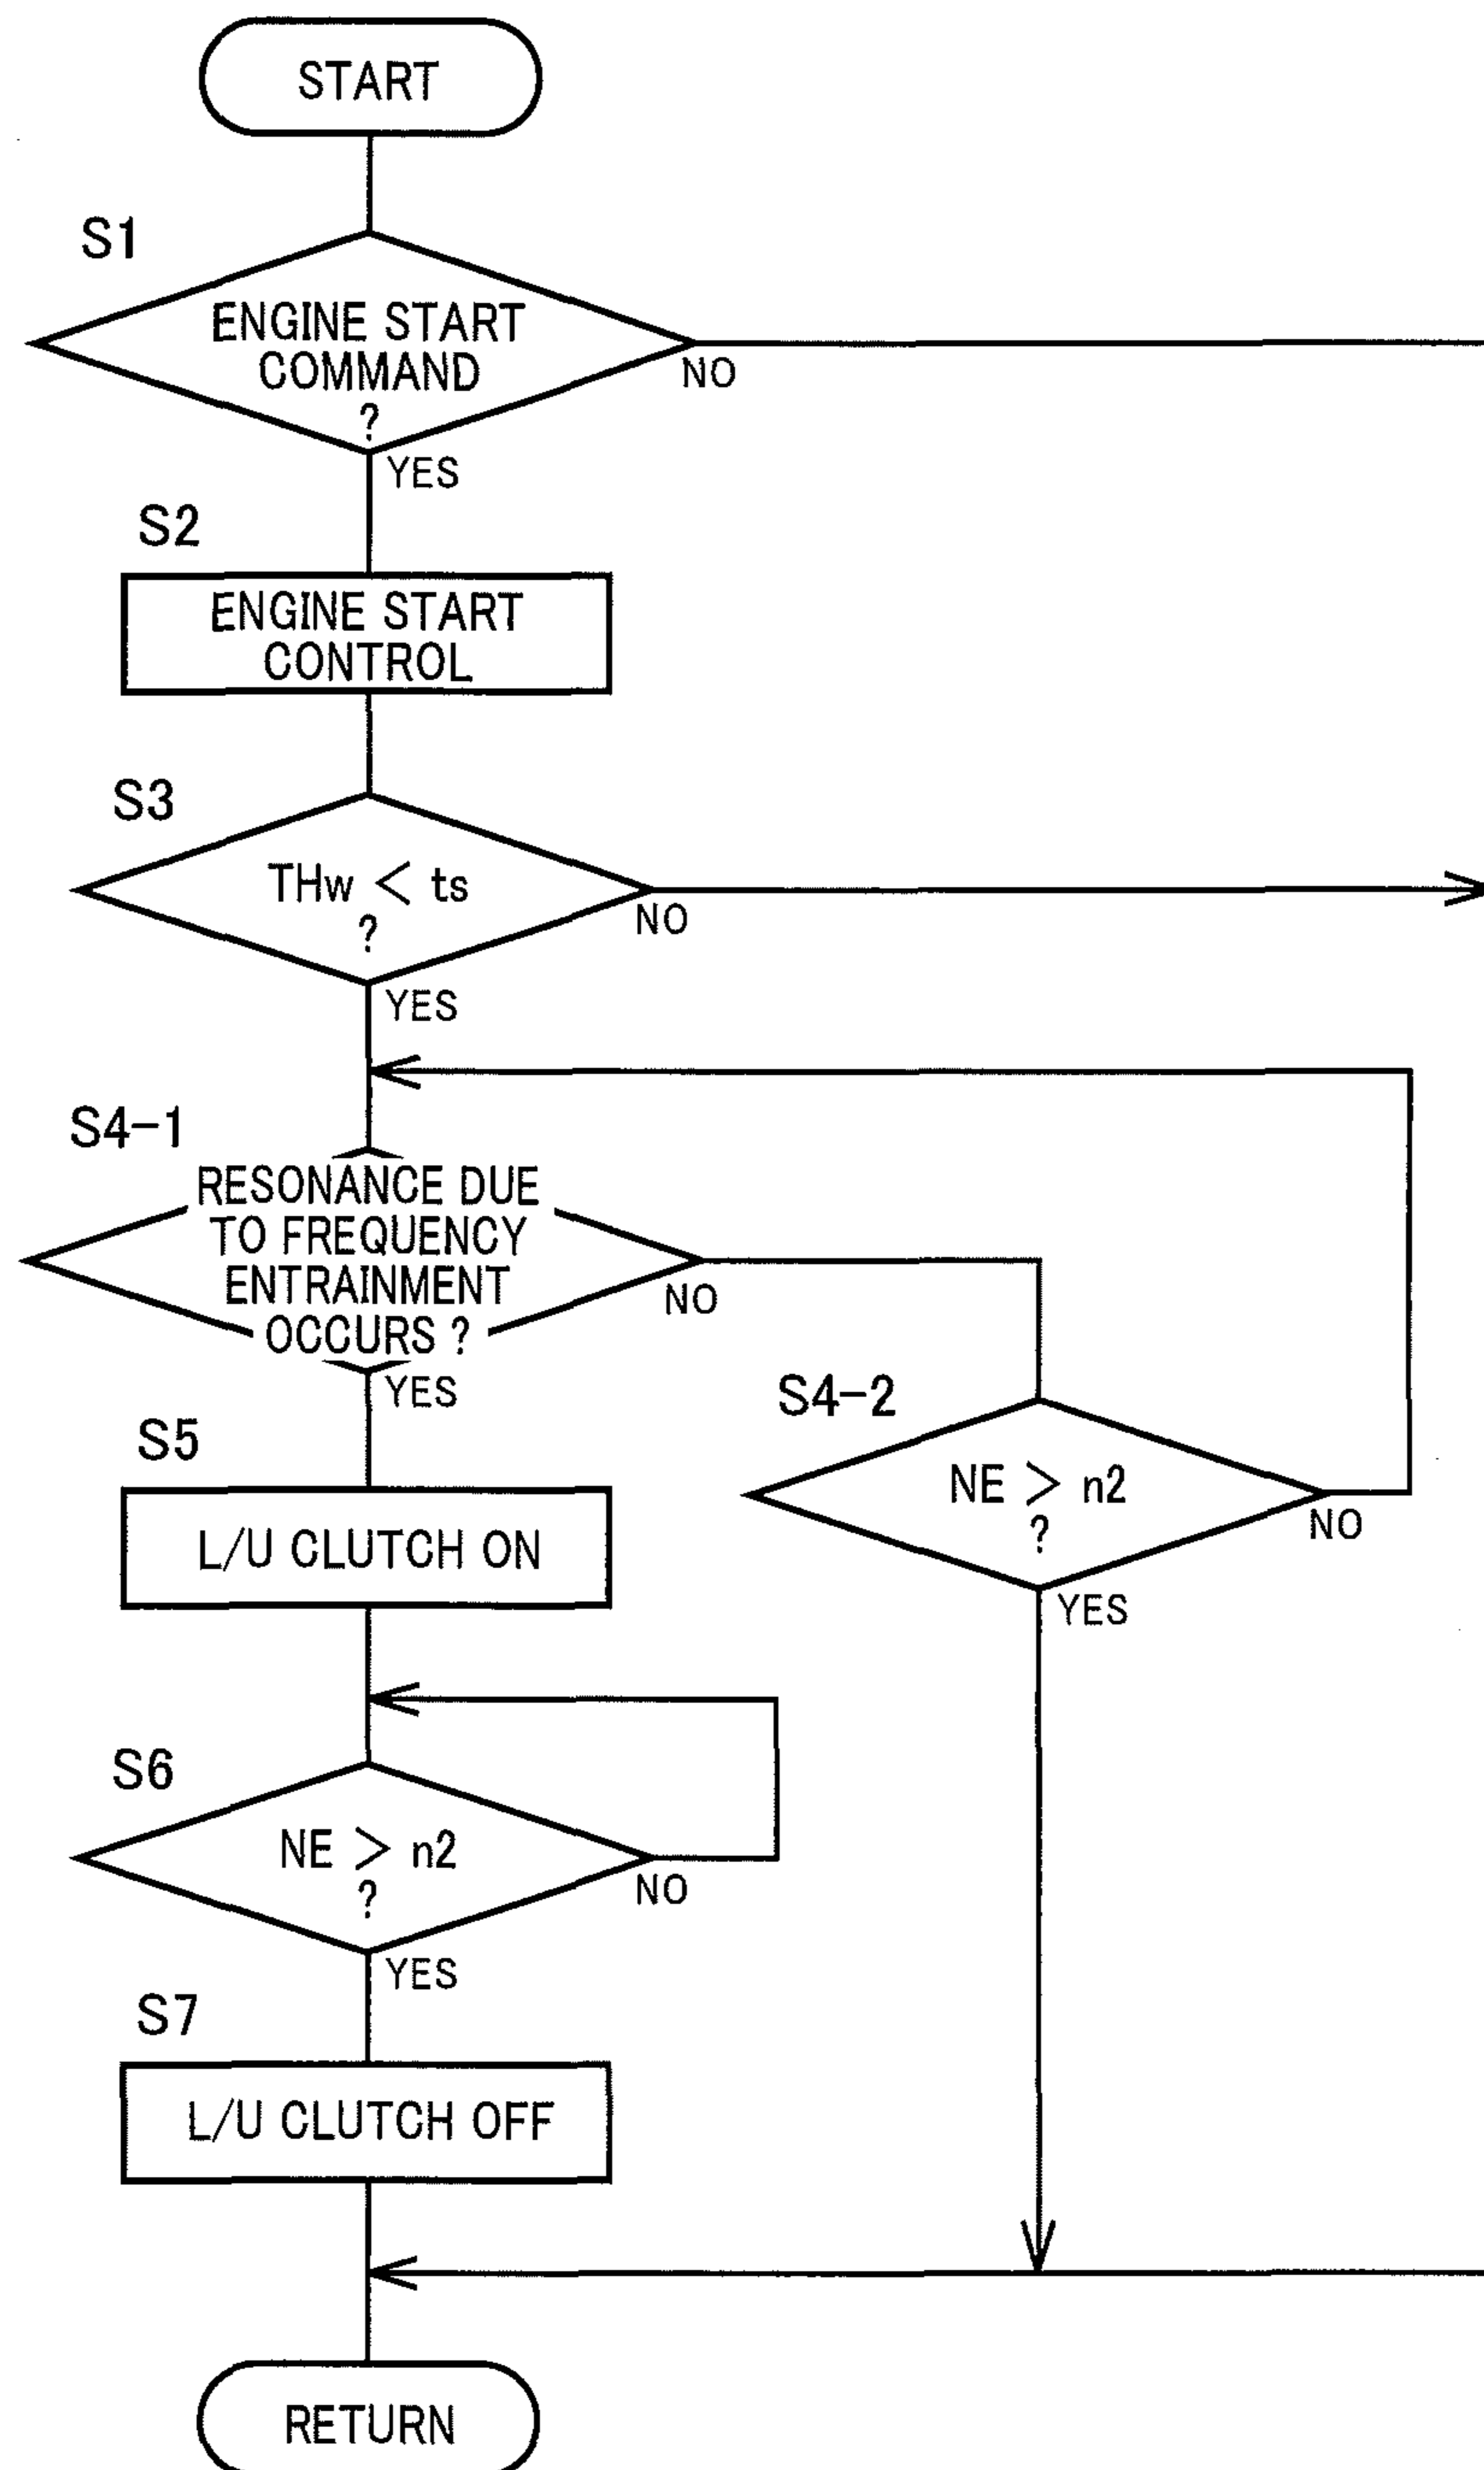 START
S1
ENGINE START
COMMAND
?
NO
YES
S2
ENGINE START
CONTROL
S3
THw < ts
?
NO
YES
S4-1
RESONANCE DUE
TO FREQUENCY
ENTRAINMENT
OCCURS ?
NO
YES
S4-2
NE > n2
?
NO
YES
S5
L/U CLUTCH ON
S6
NE > n2
?
NO
YES
S7
L/U CLUTCH OFF
RETURN